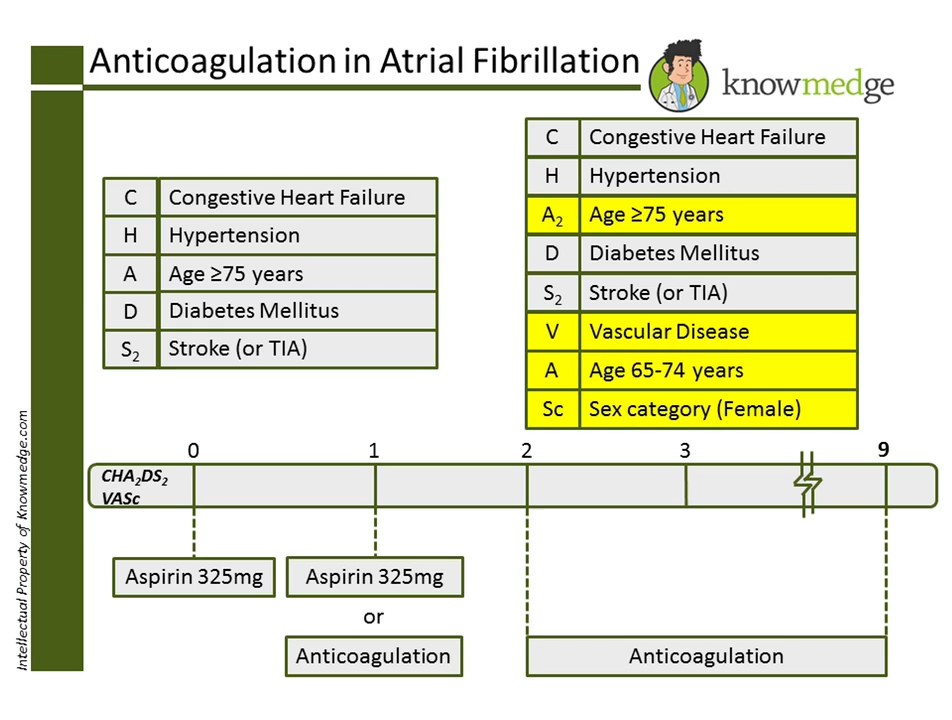 Anticoagulation in Atrial Fibrillation
knowmedge
C Congestive Heart Failure
H Hypertension
A Age ≥75 years
D Diabetes Mellitus
S₂ Stroke (or TIA)
C Congestive Heart Failure
H Hypertension
A₂ Age ≥75 years
D Diabetes Mellitus
S₂ Stroke (or TIA)
V Vascular Disease
A Age 65-74 years
Sc Sex category (Female)
0 1 2 3 9
CHA₂DS₂
VASc
Aspirin 325mg
Aspirin 325mg
or
Anticoagulation
Anticoagulation
Intellectual Property of Knowmedge.com